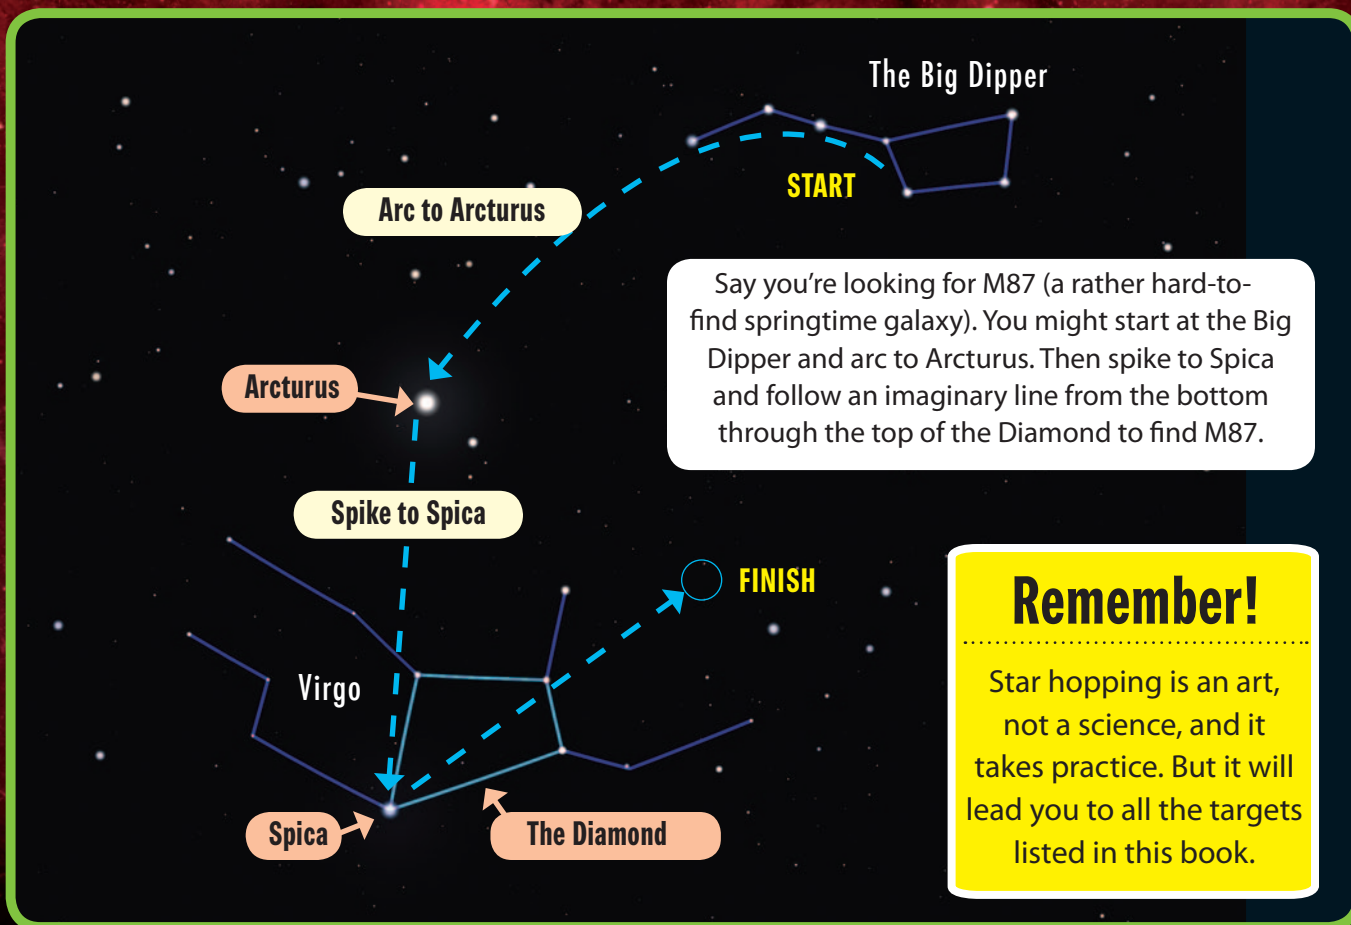 The Big Dipper
START
Arc to Arcturus
Say you're looking for M87 (a rather hard-to-
find springtime galaxy). You might start at the Big
Dipper and arc to Arcturus. Then spike to Spica
and follow an imaginary line from the bottom
through the top of the Diamond to find M87.
Arcturus
Spike to Spica
FINISH
Virgo
Spica
The Diamond
Remember!
Star hopping is an art,
not a science, and it
takes practice. But it will
lead you to all the targets
listed in this book.